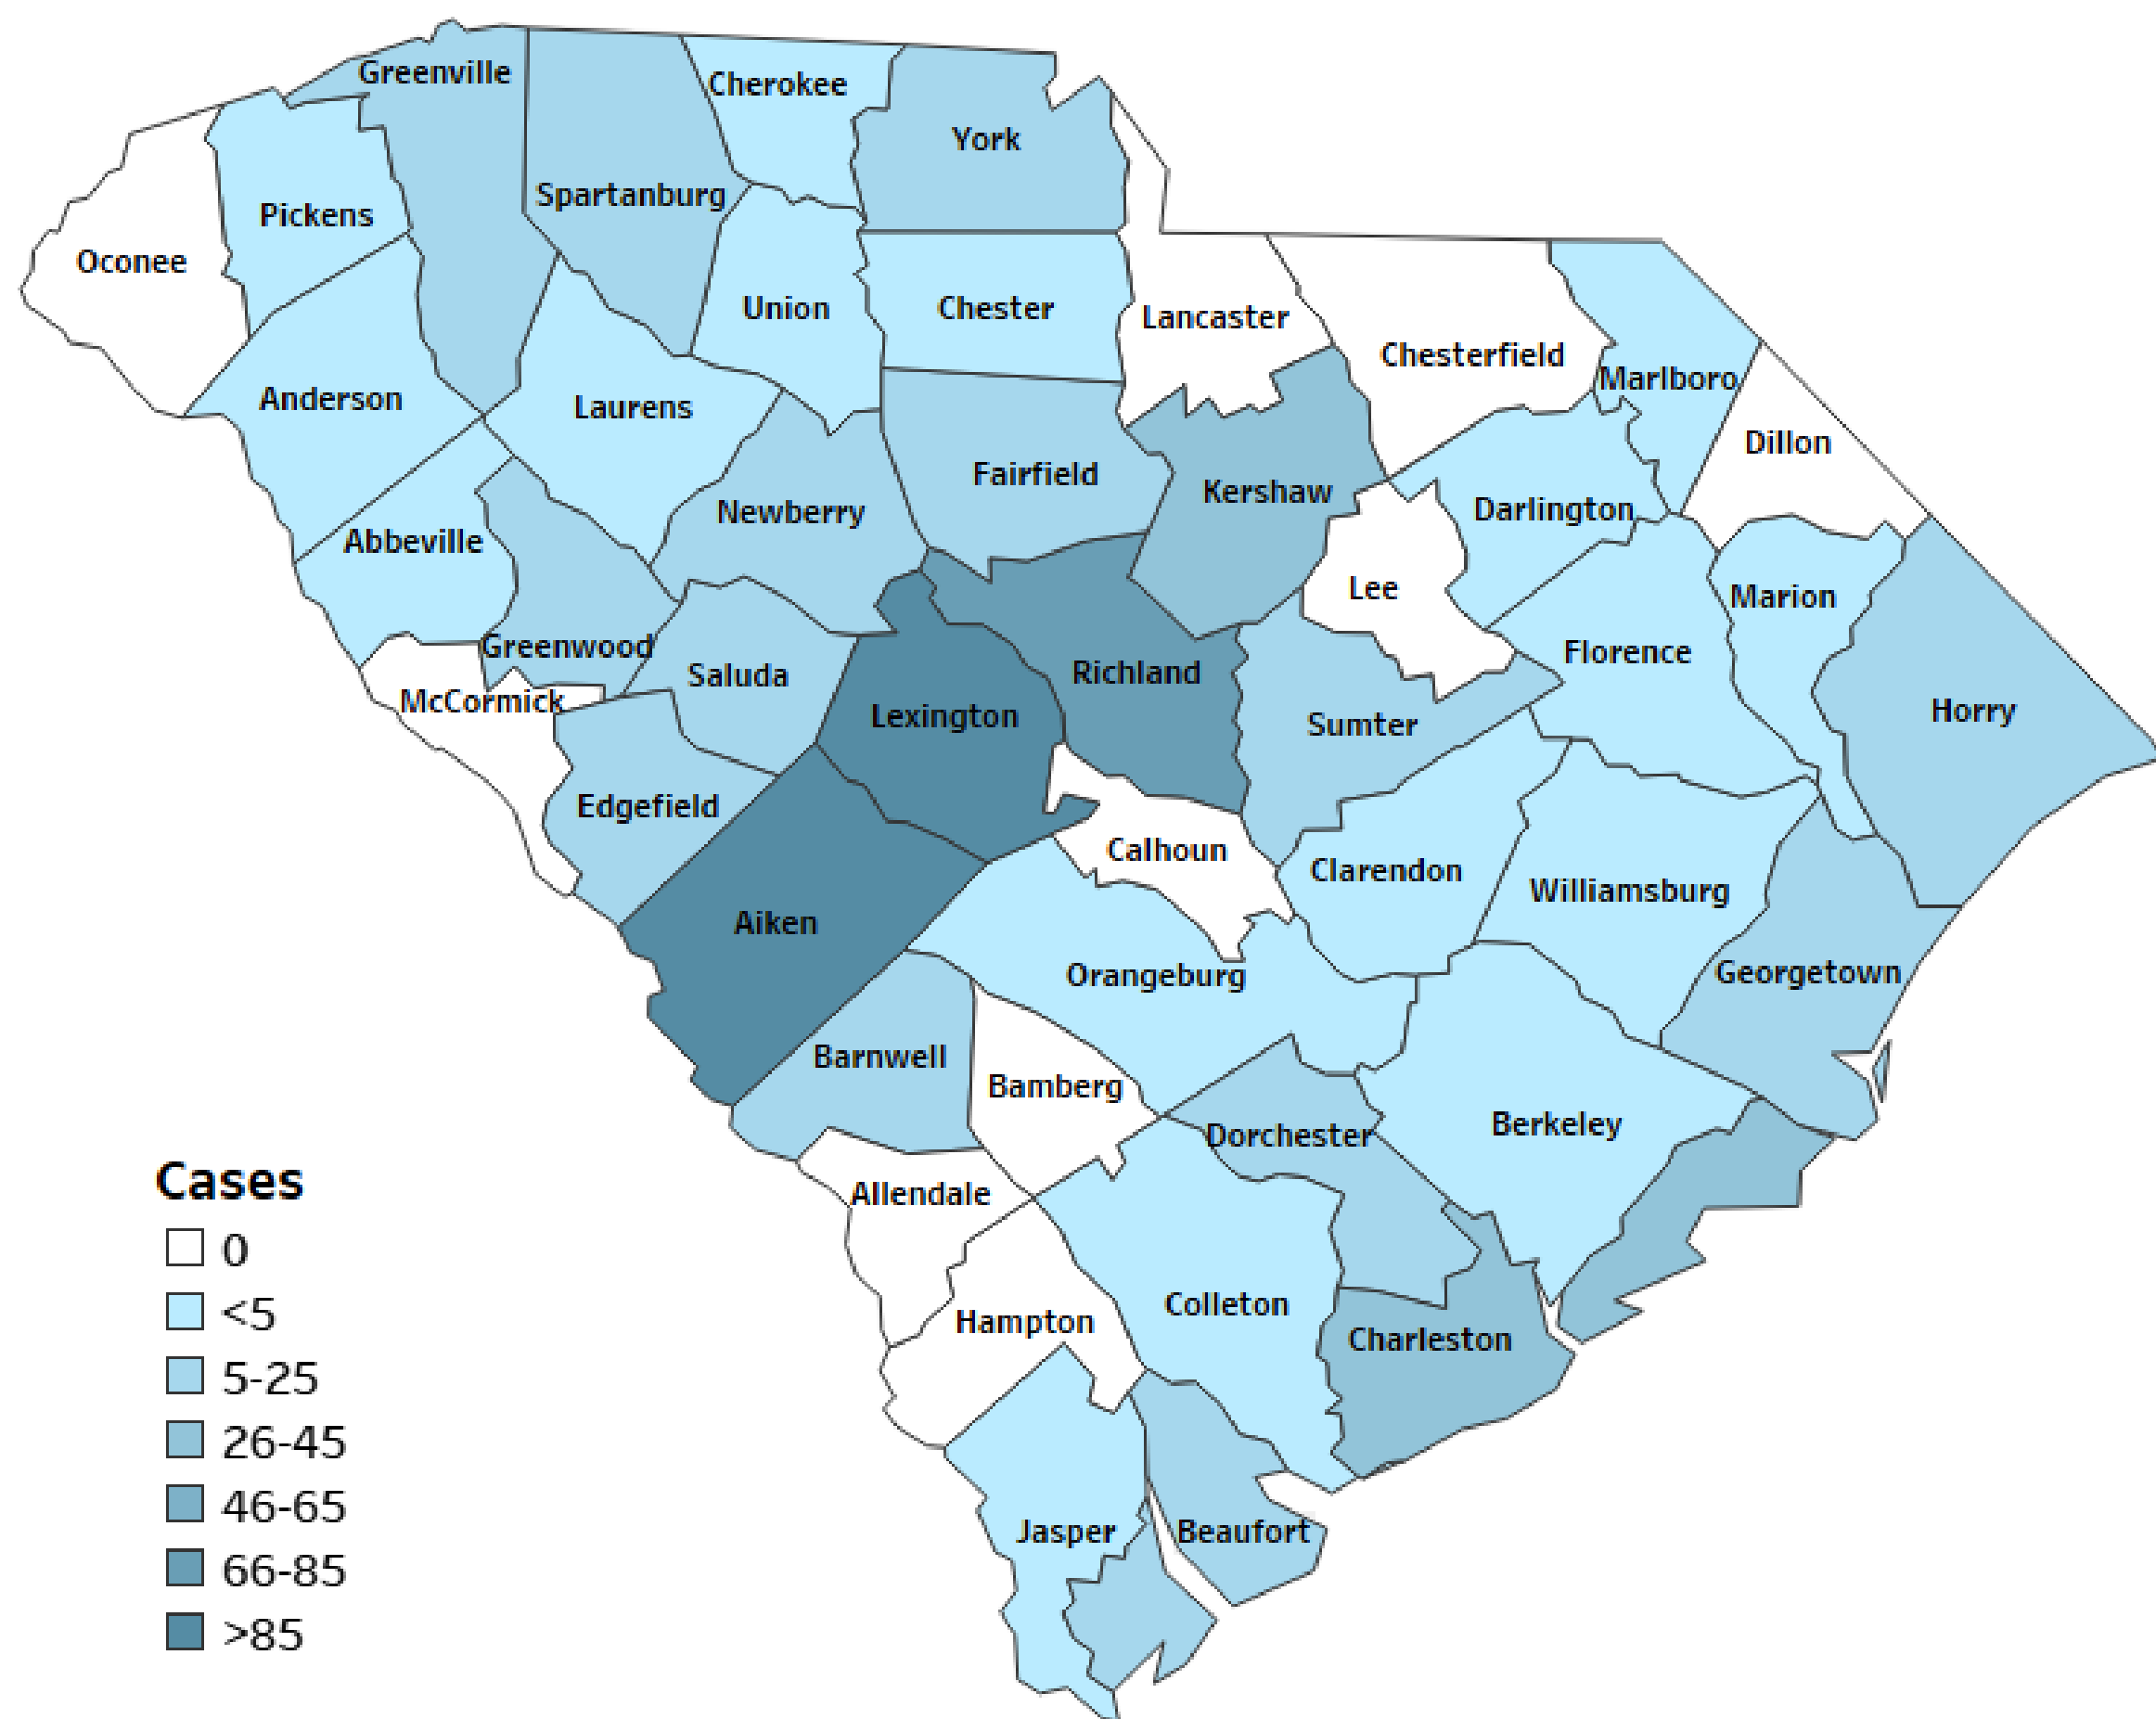 Greenville
Cherokee
York
Spartanburg
Pickens
Oconee
Union
Chester
Lancaster
Chesterfield
Marlboro
Anderson
Laurens
Dillon
Fairfield
Kershaw
Newberry
Darlington
Abbeville
Lee
Marion
Greenwood
Florence
Saluda
Richland
McCormick
Lexington
Sumter
Horry
Edgefield
Calhoun
Clarendon
Williamsburg
Aiken
Orangeburg
Georgetown
Barnwell
Bamberg
Dorchester
Berkeley
Allendale
Colleton
Hampton
Charleston
Jasper
Beaufort
Cases
0
<5
5-25
26-45
46-65
66-85
>85